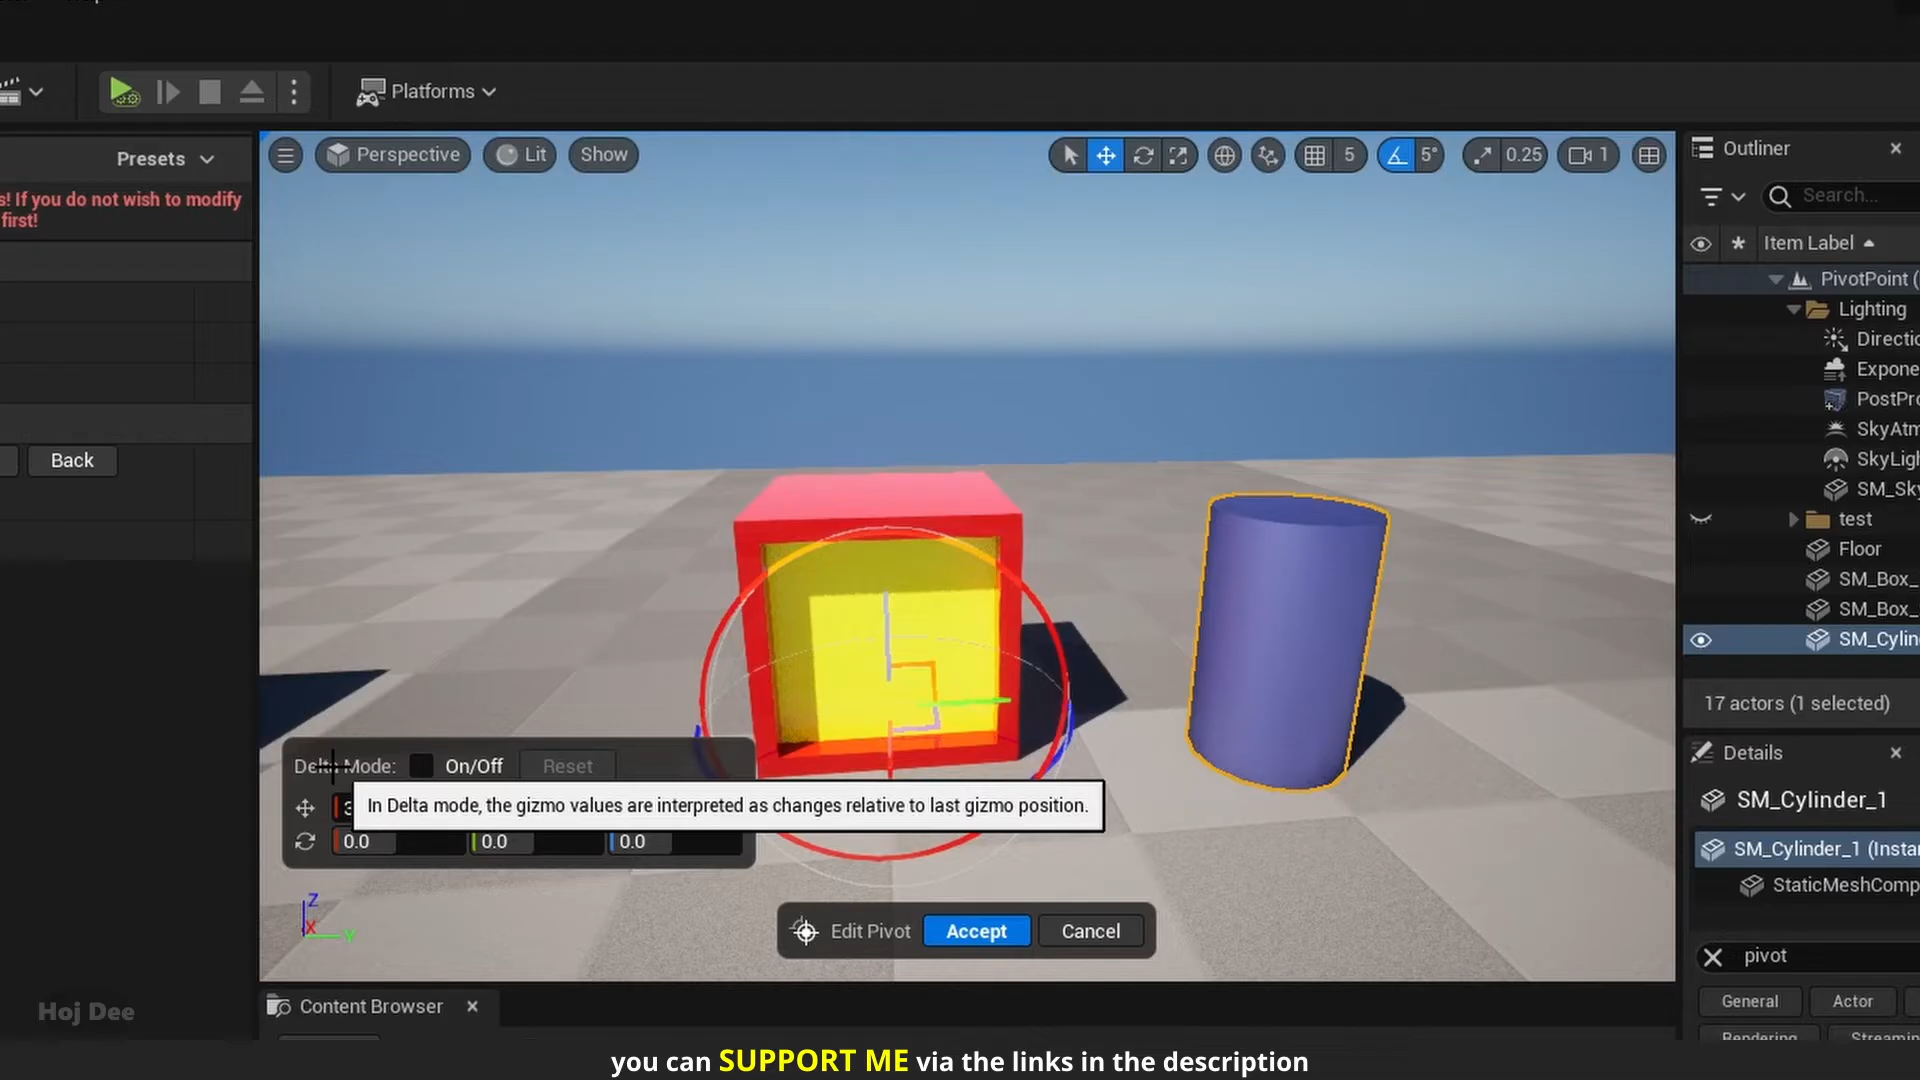 Platforms
Presets
s! If you do not wish to modify
first!
Back
Perspective
Lit
Show
5
5°
0.25
1
Outliner
Search...
Item Label
PivotPoint (
Lighting
Directio
Expone
PostPro
SkyAtm
SkyLigh
SM_Sky
test
Floor
SM_Box_
SM_Box_
SM_Cylin
17 actors (1 selected)
Details
SM_Cylinder_1
SM_Cylinder_1 (Insta
StaticMeshComp
pivot
General
Actor
Rendering
Streamin
Delta Mode:
On/Off
Reset
In Delta mode, the gizmo values are interpreted as changes relative to last gizmo position.
3
0.0
0.0
0.0
Z
X
Y
Edit Pivot
Accept
Cancel
Content Browser
Hoj Dee
you can SUPPORT ME via the links in the description